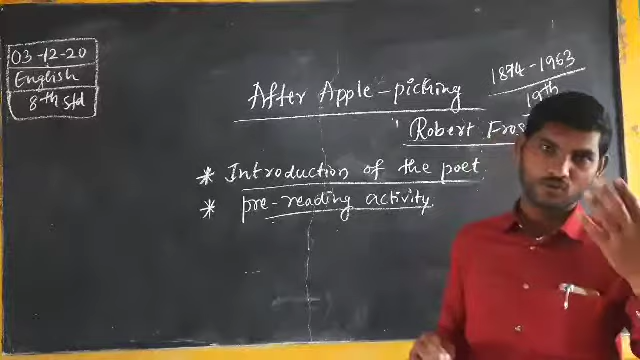 03-12-20
English
8th std
After Apple-picking
1874-1963
19th
Robert
* Introduction of the poet
* pre-reading activity.